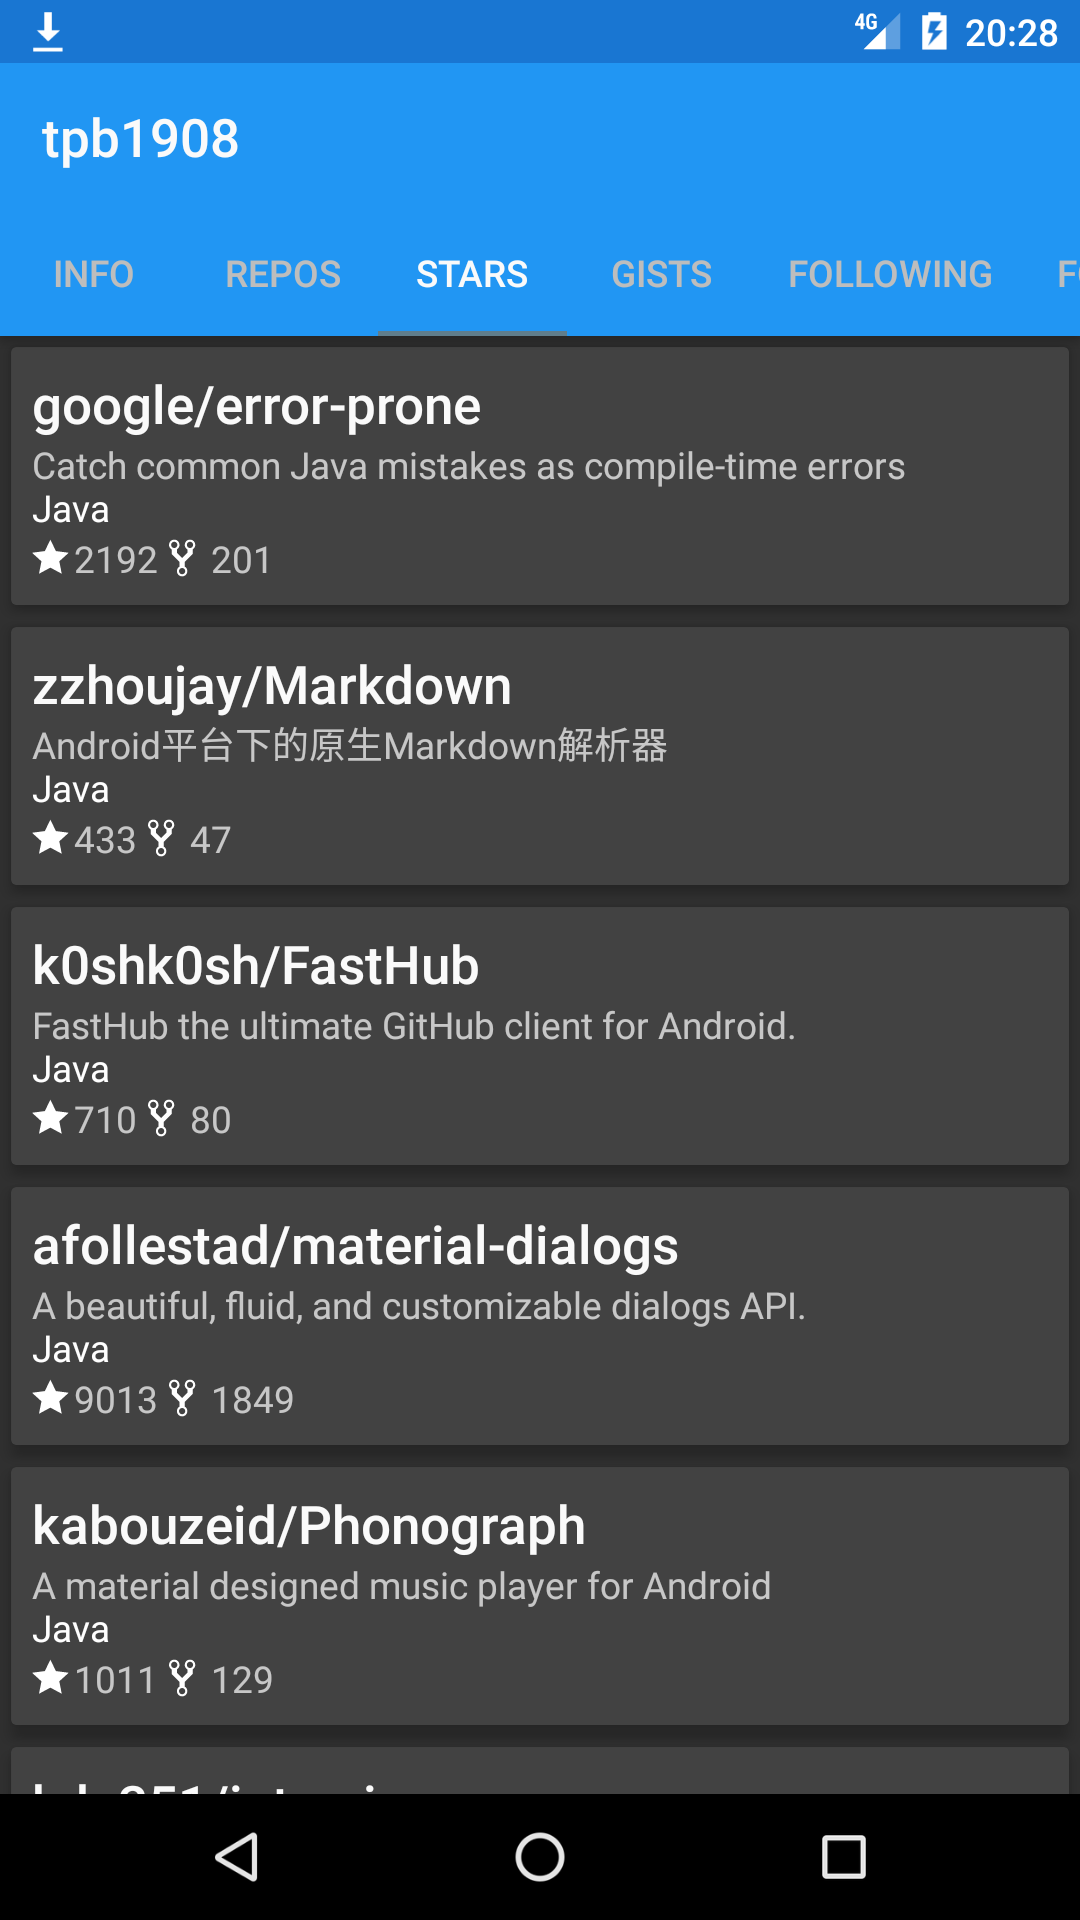 4G 20:28
tpb1908
INFO REPOS STARS GISTS FOLLOWING
google/error-prone
Catch common Java mistakes as compile-time errors
Java
2192 201
zzhoujay/Markdown
Android平台下的原生Markdown解析器
Java
433 47
k0shk0sh/FastHub
FastHub the ultimate GitHub client for Android.
Java
710 80
afollestad/material-dialogs
A beautiful, fluid, and customizable dialogs API.
Java
9013 1849
kabouzeid/Phonograph
A material designed music player for Android
Java
1011 129